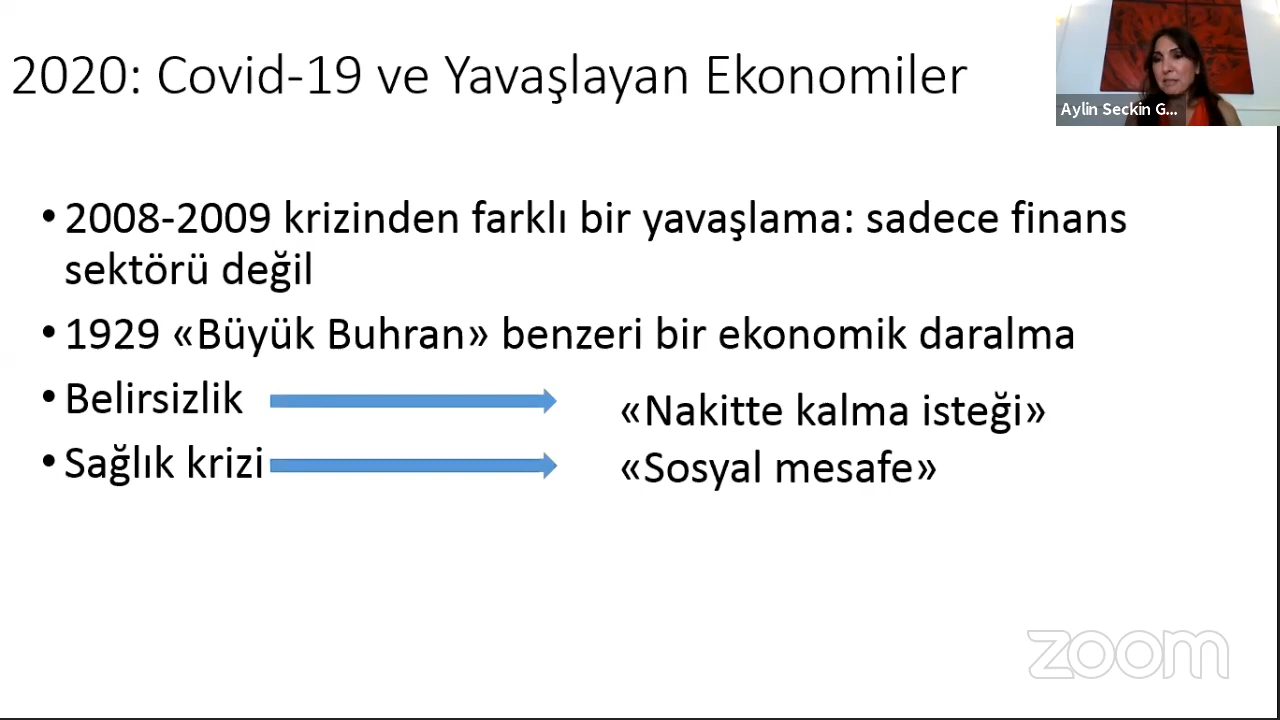 2020: Covid-19 ve Yavaşlayan Ekonomiler
Aylin Seckin G...
• 2008-2009 krizinden farklı bir yavaşlama: sadece finans
sektörü değil
• 1929 «Büyük Buhran» benzeri bir ekonomik daralma
• Belirsizlik
«Nakitte kalma isteği»
• Sağlık krizi
«Sosyal mesafe»
zoom